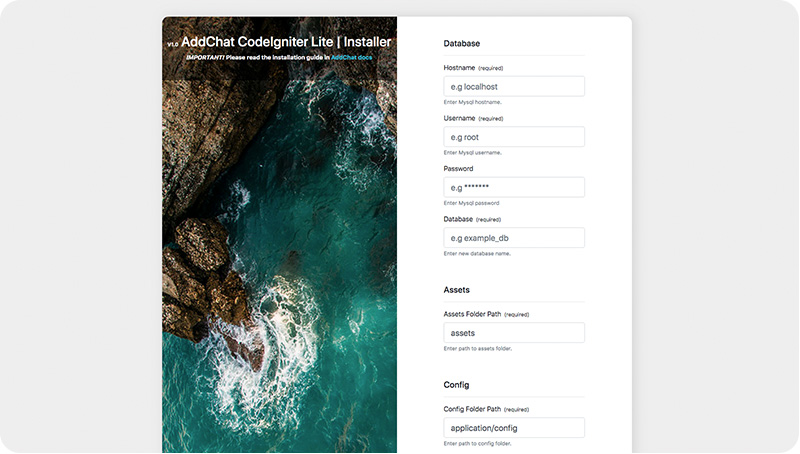 V1.0 AddChat CodeIgniter Lite | Installer
IMPORTANT! Please read the installation guide in AddChat docs
Database
Hostname (required)
e.g localhost
Enter Mysql hostname.
Username (required)
e.g root
Enter Mysql username.
Password
e.g *******
Enter Mysql password
Database (required)
e.g example_db
Enter new database name.
Assets
Assets Folder Path (required)
assets
Enter path to assets folder.
Config
Config Folder Path (required)
application/config
Enter path to config folder.